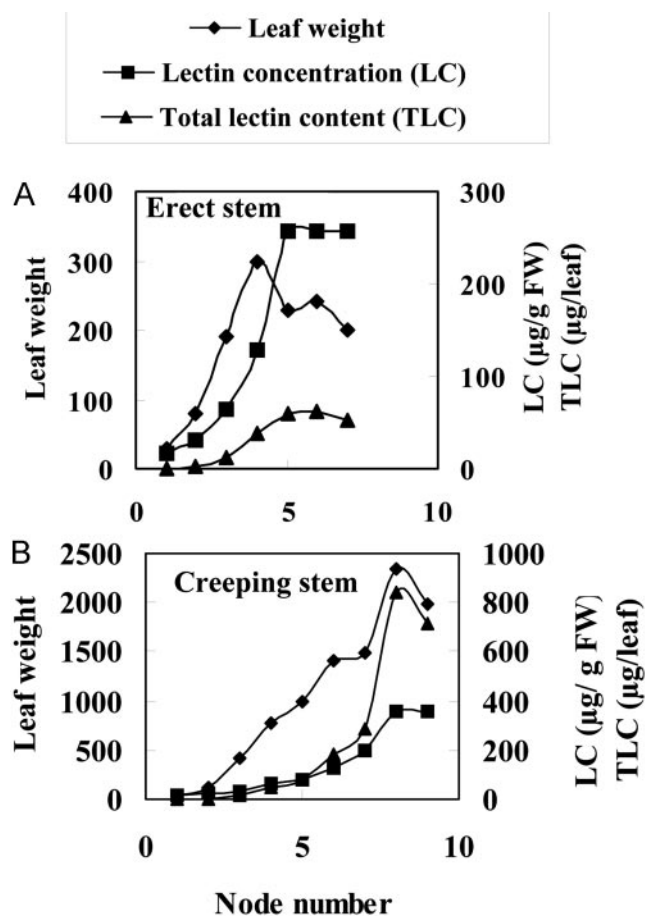 Leaf weight
Lectin concentration (LC)
Total lectin content (TLC)
A
Erect stem
400
300
200
100
0
Leaf weight
300
200
100
0
LC (µg/g FW)
TLC (µg/leaf)
0
5
10
B
Creeping stem
2500
2000
1500
1000
500
0
Leaf weight
1000
800
600
400
200
0
LC (µg/ g FW)
TLC (µg/leaf)
0
5
10
Node number